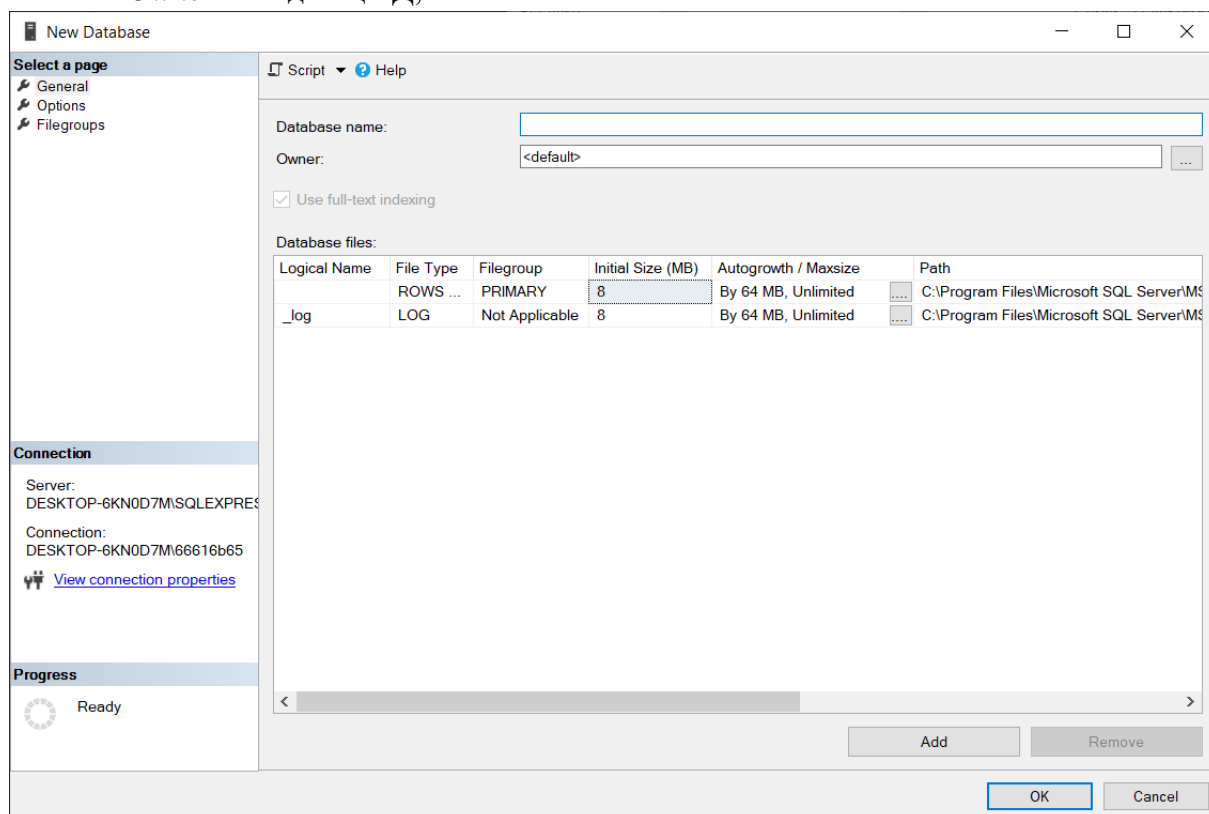 New Database
Select a page
General
Options
Filegroups
Script Help
Database name:
Owner: <default> ...
Use full-text indexing
Database files:
Logical Name File Type Filegroup Initial Size (MB) Autogrowth / Maxsize Path
ROWS ... PRIMARY 8 By 64 MB, Unlimited .... C:\Program Files\Microsoft SQL Server\MS
_log LOG Not Applicable 8 By 64 MB, Unlimited .... C:\Program Files\Microsoft SQL Server\MS
Connection
Server:
DESKTOP-6KN0D7M\SQLEXPRES
Connection:
DESKTOP-6KN0D7M\66616b65
View connection properties
Progress
Ready
Add Remove
OK Cancel